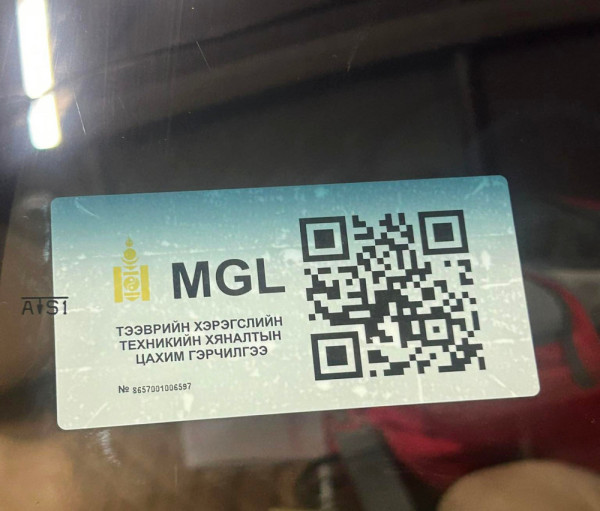 MGL
ТЭЭВРИЙН ХЭРЭГСЛИЙН
ТЕХНИКИЙН ХЯНАЛТЫН
ЦАХИМ ГЭРЧИЛГЭЭ
№ 8657001006597